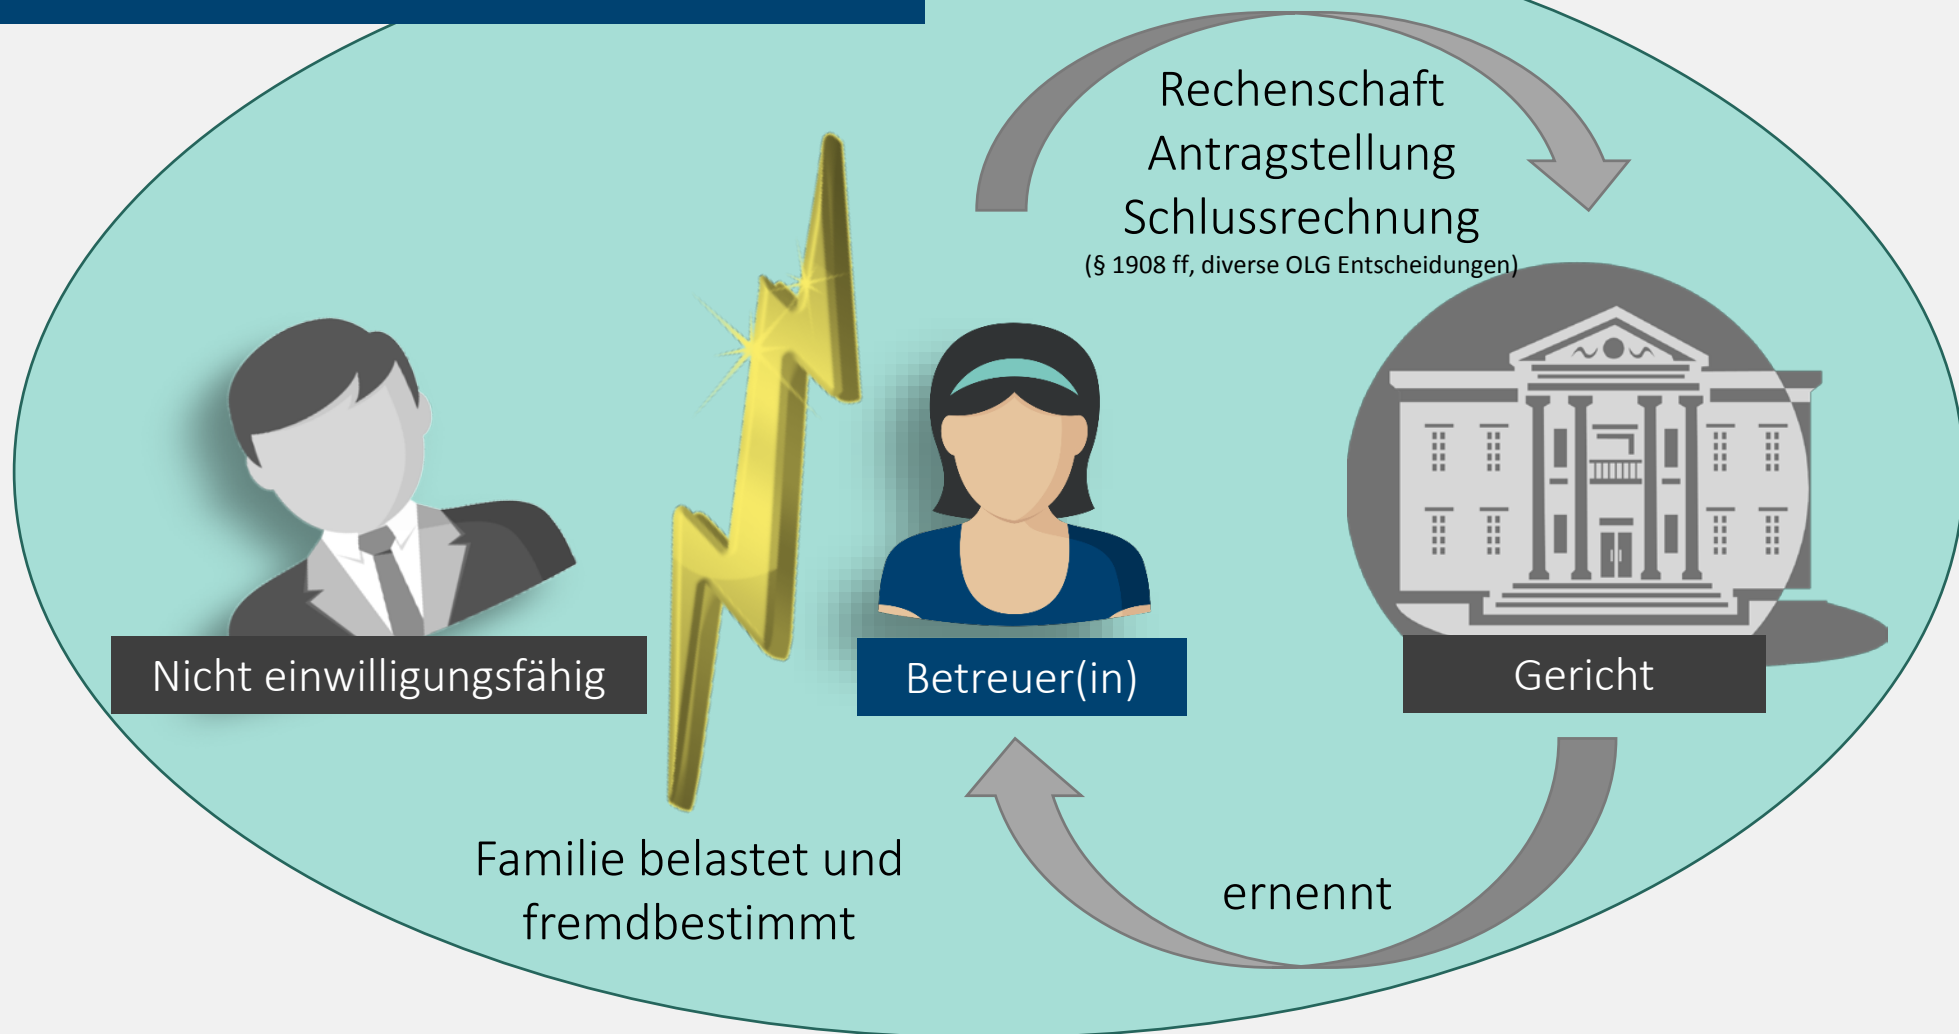 Rechenschaft
Antragstellung
Schlussrechnung
(§ 1908 ff, diverse OLG Entscheidungen)
Nicht einwilligungsfähig
Betreuer(in)
Gericht
Familie belastet und
fremdbestimmt
ernennt